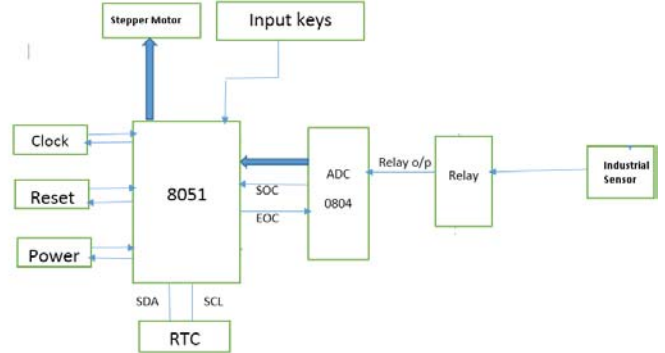 Stepper Motor
Input keys
Clock
Reset
Power
8051
SOC
EOC
ADC
0804
Relay o/p
Relay
Industrial
Sensor
SDA
SCL
RTC